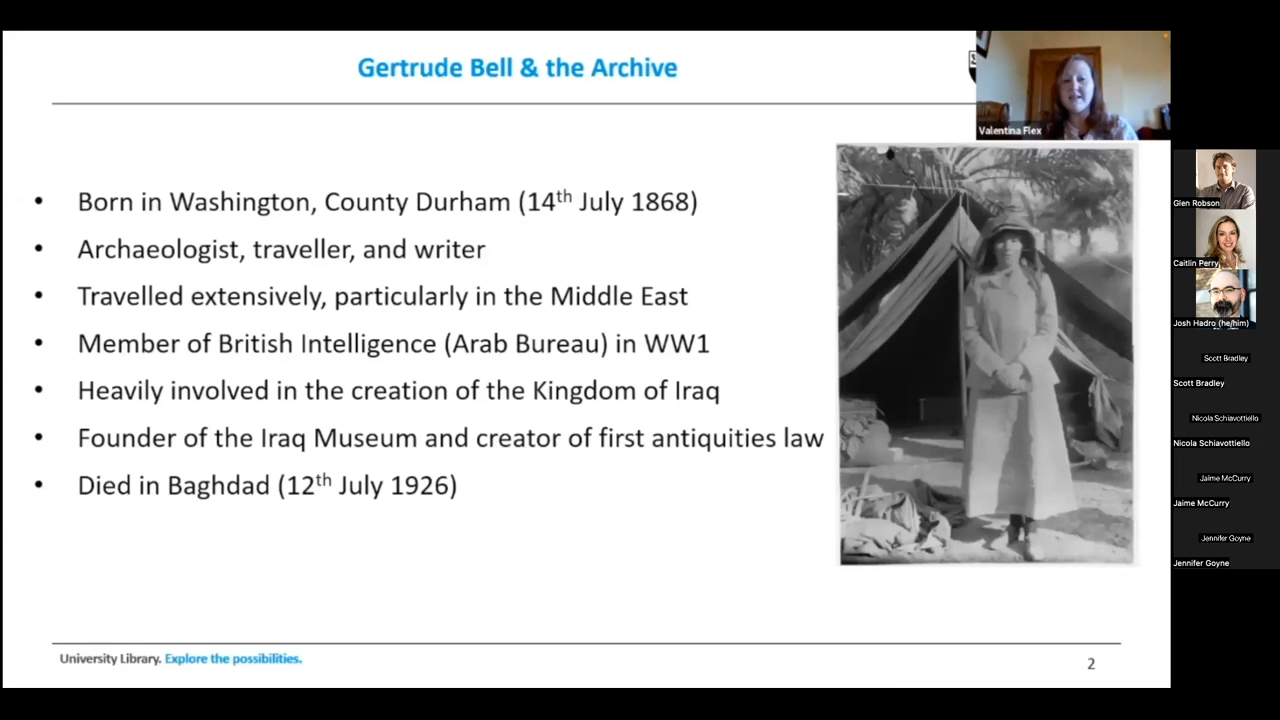 Gertrude Bell & the Archive
Valentina Flex
• Born in Washington, County Durham (14th July 1868)
• Archaeologist, traveller, and writer
• Travelled extensively, particularly in the Middle East
• Member of British Intelligence (Arab Bureau) in WW1
• Heavily involved in the creation of the Kingdom of Iraq
• Founder of the Iraq Museum and creator of first antiquities law
• Died in Baghdad (12th July 1926)
University Library. Explore the possibilities.
2
Glen Robson
Caitlin Perry
Josh Hadro (he/him)
Scott Bradley
Scott Bradley
Nicola Schiavottiello
Nicola Schiavottiello
Jaime McCurry
Jaime McCurry
Jennifer Goyne
Jennifer Goyne